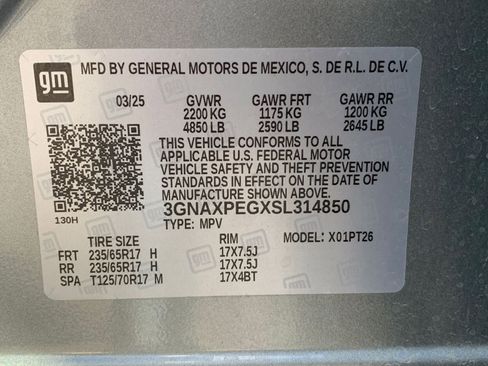 gm
MFD BY GENERAL MOTORS DE MEXICO, S. DE R.L. DE C.V.
03/25 GVWR GAWR FRT GAWR RR
2200 KG 1175 KG 1200 KG
4850 LB 2590 LB 2645 LB
THIS VEHICLE CONFORMS TO ALL
APPLICABLE U.S. FEDERAL MOTOR
VEHICLE SAFETY AND THEFT PREVENTION
STANDARDS IN EFFECT ON THE DATE OF
MANUFACTURE SHOWN ABOVE.
130H
3GNAXPEGXSL314850
TYPE: MPV MODEL: X01PT26
TIRE SIZE RIM
FRT 235/65R17 H 17X7.5J
RR 235/65R17 H 17X7.5J
SPA T125/70R17 M 17X4BT